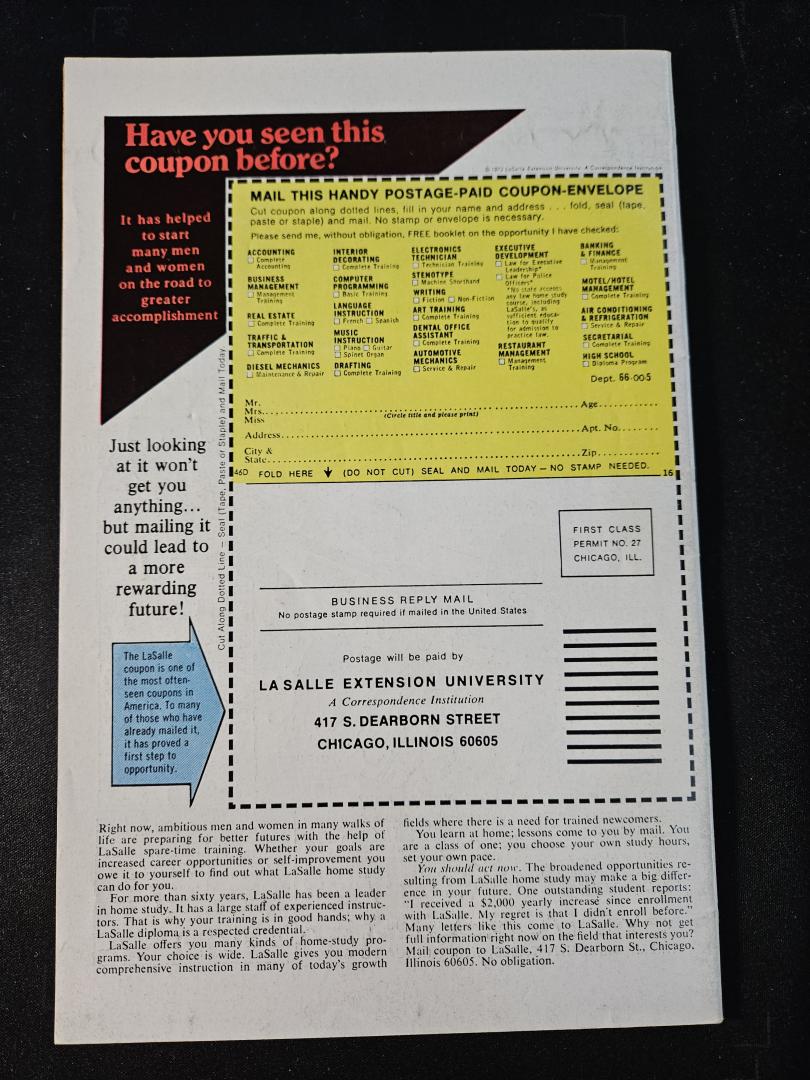 Have you seen this
coupon before?
© 1973 LaSalle Extension University, A Correspondence Institution
It has helped
to start
many men
and women
on the road to
greater
accomplishment
MAIL THIS HANDY POSTAGE-PAID COUPON-ENVELOPE
Cut coupon along dotted lines, fill in your name and address . . . fold, seal (tape,
paste or staple) and mail. No stamp or envelope is necessary.
Please send me, without obligation, FREE booklet on the opportunity I have checked:
ACCOUNTING
☐ Complete
Accounting
BUSINESS
MANAGEMENT
☐ Management
Training
REAL ESTATE
☐ Complete Training
TRAFFIC &
TRANSPORTATION
☐ Complete Training
DIESEL MECHANICS
☐ Maintenance & Repair
INTERIOR
DECORATING
☐ Complete Training
COMPUTER
PROGRAMMING
☐ Basic Training
LANGUAGE
INSTRUCTION
☐ French ☐ Spanish
MUSIC
INSTRUCTION
☐ Piano ☐ Guitar
☐ Spinet Organ
DRAFTING
☐ Complete Training
ELECTRONICS
TECHNICIAN
☐ Technician Training
STENOTYPE
☐ Machine Shorthand
WRITING
☐ Fiction ☐ Non-Fiction
ART TRAINING
☐ Complete Training
DENTAL OFFICE
ASSISTANT
☐ Complete Training
AUTOMOTIVE
MECHANICS
☐ Service & Repair
EXECUTIVE
DEVELOPMENT
☐ Law for Executive
Leadership*
☐ Law for Police
Officers*
*No state accepts
any law home study
course, including
LaSalle's, as
sufficient educa-
tion to qualify
for admission to
practice law.
RESTAURANT
MANAGEMENT
☐ Management
Training
BANKING
& FINANCE
☐ Management
Training
MOTEL/HOTEL
MANAGEMENT
☐ Complete Training
AIR CONDITIONING
& REFRIGERATION
☐ Service & Repair
SECRETARIAL
☐ Complete Training
HIGH SCHOOL
☐ Diploma Program
Dept. 66-005
Mr.
Mrs. Age
Miss (Circle title and please print)
Address Apt. No.
City &
State Zip
46D FOLD HERE ↓ (DO NOT CUT) SEAL AND MAIL TODAY – NO STAMP NEEDED. 16
Cut Along Dotted Line – Seal (Tape, Paste or Staple) and Mail Today
Just looking
at it won't
get you
anything...
but mailing it
could lead to
a more
rewarding
future!
FIRST CLASS
PERMIT NO. 27
CHICAGO, ILL.
BUSINESS REPLY MAIL
No postage stamp required if mailed in the United States
Postage will be paid by
LA SALLE EXTENSION UNIVERSITY
A Correspondence Institution
417 S. DEARBORN STREET
CHICAGO, ILLINOIS 60605
The LaSalle
coupon is one of
the most often-
seen coupons in
America. To many
of those who have
already mailed it,
it has proved a
first step to
opportunity.
Right now, ambitious men and women in many walks of
life are preparing for better futures with the help of
LaSalle spare-time training. Whether your goals are
increased career opportunities or self-improvement you
owe it to yourself to find out what LaSalle home study
can do for you.
For more than sixty years, LaSalle has been a leader
in home study. It has a large staff of experienced instruc-
tors. That is why your training is in good hands; why a
LaSalle diploma is a respected credential.
LaSalle offers you many kinds of home-study pro-
grams. Your choice is wide. LaSalle gives you modern
comprehensive instruction in many of today's growth
fields where there is a need for trained newcomers.
You learn at home; lessons come to you by mail. You
are a class of one; you choose your own study hours,
set your own pace.
You should act now. The broadened opportunities re-
sulting from LaSalle home study may make a big differ-
ence in your future. One outstanding student reports:
"I received a $2,000 yearly increase since enrollment
with LaSalle. My regret is that I didn't enroll before."
Many letters like this come to LaSalle. Why not get
full information right now on the field that interests you?
Mail coupon to LaSalle, 417 S. Dearborn St., Chicago,
Illinois 60605. No obligation.